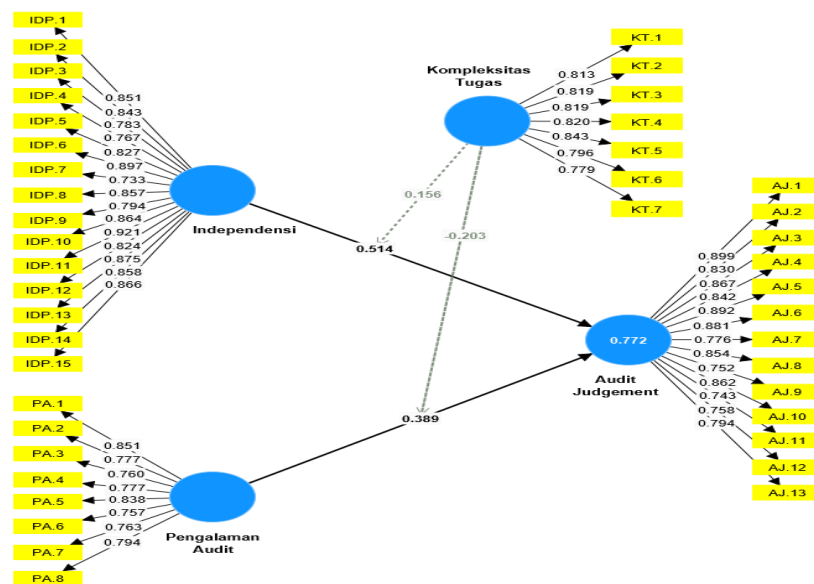 IDP.1
IDP.2
IDP.3
IDP.4
IDP.5
IDP.6
IDP.7
IDP.8
IDP.9
IDP.10
IDP.11
IDP.12
IDP.13
IDP.14
IDP.15
0.851
0.843
0.783
0.767
0.827
0.897
0.733
0.857
0.794
0.864
0.921
0.824
0.875
0.858
0.866
Independensi
Kompleksitas
Tugas
0.813
0.819
0.819
0.820
0.843
0.796
0.779
KT.1
KT.2
KT.3
KT.4
KT.5
KT.6
KT.7
0.156
-0.203
0.514
0.389
PA.1
PA.2
PA.3
PA.4
PA.5
PA.6
PA.7
PA.8
0.851
0.777
0.760
0.777
0.838
0.757
0.763
0.794
Pengalaman
Audit
0.772
Audit
Judgement
0.899
0.830
0.867
0.842
0.892
0.881
0.776
0.854
0.752
0.862
0.743
0.758
0.794
AJ.1
AJ.2
AJ.3
AJ.4
AJ.5
AJ.6
AJ.7
AJ.8
AJ.9
AJ.10
AJ.11
AJ.12
AJ.13